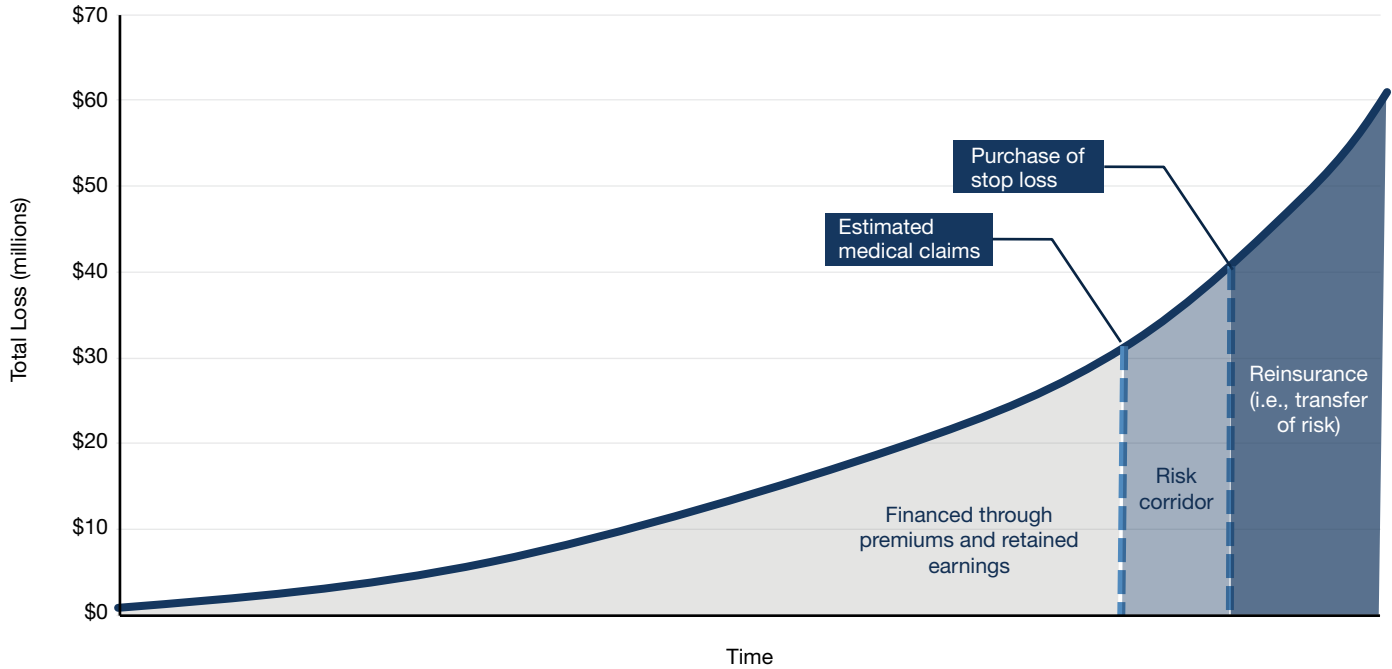 $70
$60
$50
$40
$30
$20
$10
$0
Total Loss (millions)
Time
Purchase of
stop loss
Estimated
medical claims
Financed through
premiums and retained
earnings
Risk
corridor
Reinsurance
(i.e., transfer
of risk)